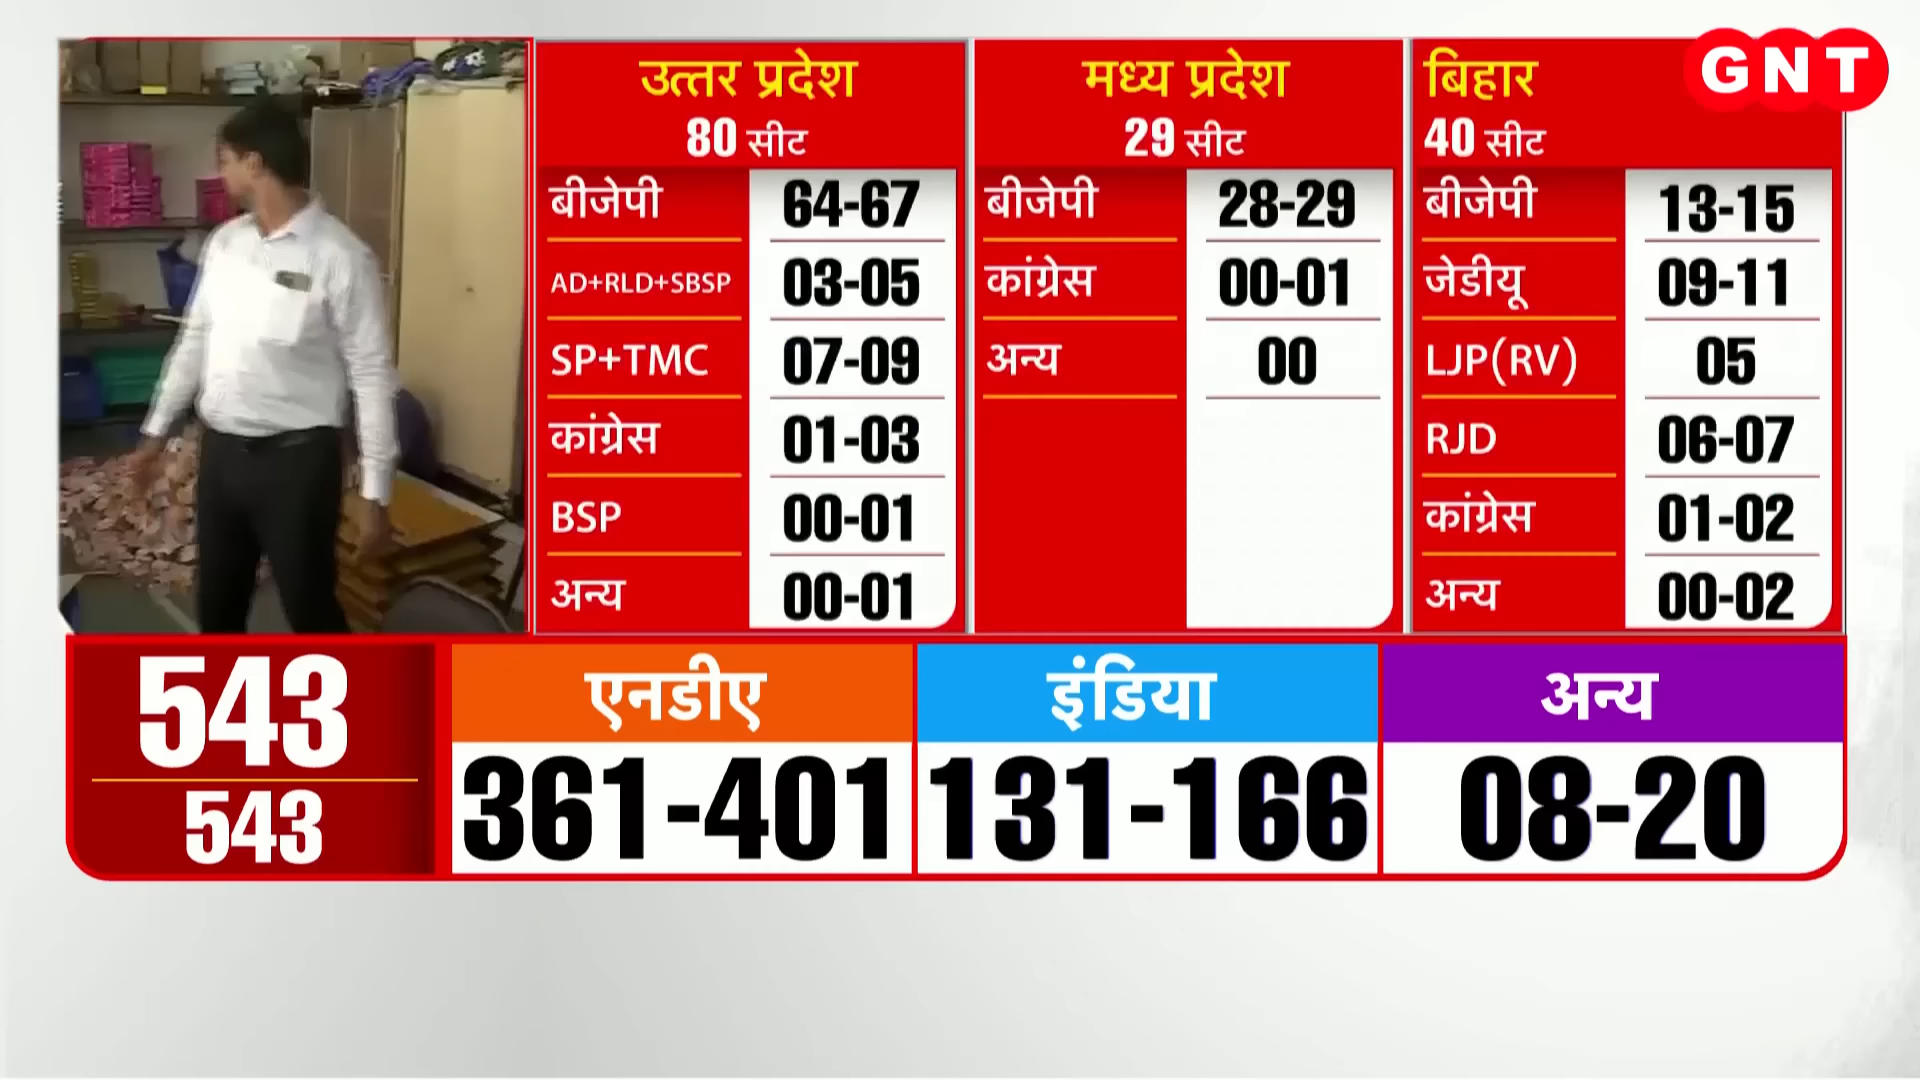 GNT
उत्तर प्रदेश
80 सीट
बीजेपी 64-67
AD+RLD+SBSP 03-05
SP+TMC 07-09
कांग्रेस 01-03
BSP 00-01
अन्य 00-01
मध्य प्रदेश
29 सीट
बीजेपी 28-29
कांग्रेस 00-01
अन्य 00
बिहार
40 सीट
बीजेपी 13-15
जेडीयू 09-11
LJP(RV) 05
RJD 06-07
कांग्रेस 01-02
अन्य 00-02
543
543
एनडीए
361-401
इंडिया
131-166
अन्य
08-20